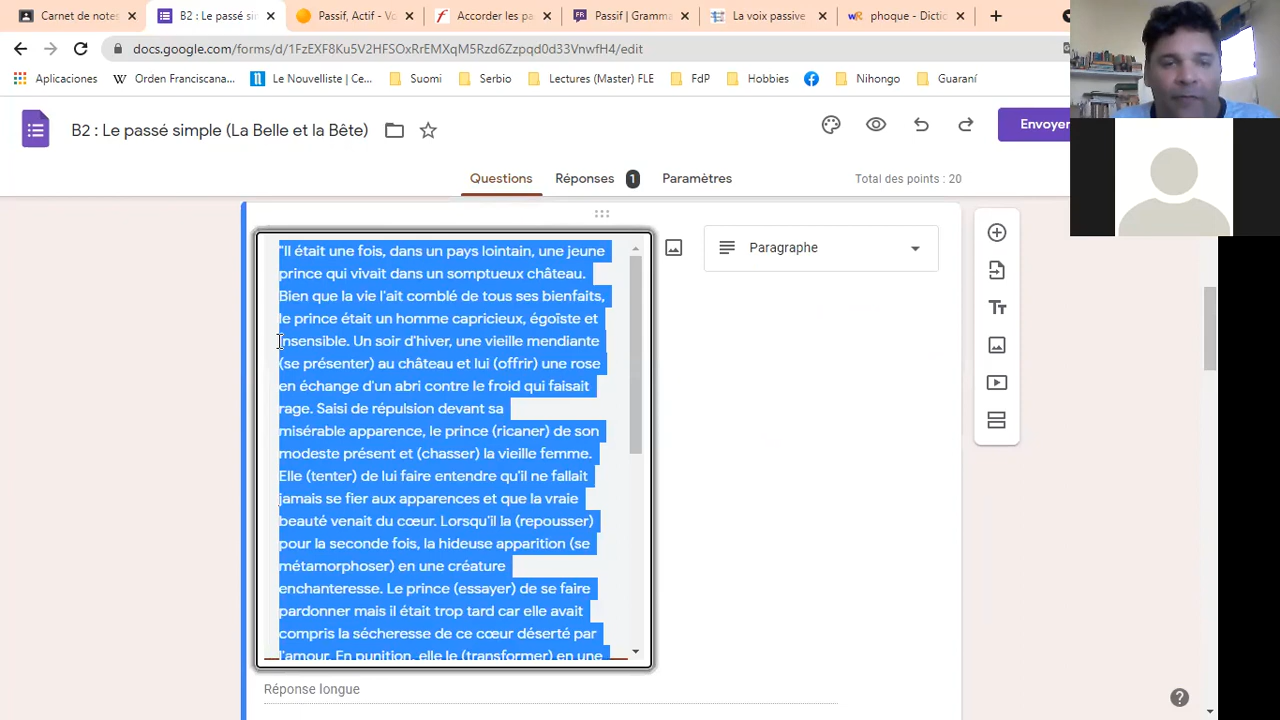 Carnet de notes
B2 : Le passé simple
Passif, Actif - Vo
Accorder les pa
Passif | Gramma
La voix passive
phoque - Dictio
docs.google.com/forms/d/1FzEXF8Ku5V2HFSOxRrEMXqM5Rzd6Zzpqd0d33VnwfH4/edit
Aplicaciones
Orden Franciscana...
Le Nouvelliste | Ce...
Suomi
Serbio
Lectures (Master) FLE
FdP
Hobbies
Nihongo
Guaraní
B2 : Le passé simple (La Belle et la Bête)
Envoyer
Questions
Réponses 1
Paramètres
Total des points : 20
"Il était une fois, dans un pays lointain, une jeune
prince qui vivait dans un somptueux château.
Bien que la vie l'ait comblé de tous ses bienfaits,
le prince était un homme capricieux, égoïste et
insensible. Un soir d'hiver, une vieille mendiante
(se présenter) au château et lui (offrir) une rose
en échange d'un abri contre le froid qui faisait
rage. Saisi de répulsion devant sa
misérable apparence, le prince (ricaner) de son
modeste présent et (chasser) la vieille femme.
Elle (tenter) de lui faire entendre qu'il ne fallait
jamais se fier aux apparences et que la vraie
beauté venait du cœur. Lorsqu'il la (repousser)
pour la seconde fois, la hideuse apparition (se
métamorphoser) en une créature
enchanteresse. Le prince (essayer) de se faire
pardonner mais il était trop tard car elle avait
compris la sécheresse de ce cœur déserté par
l'amour. En punition, elle le (transformer) en une
Paragraphe
Réponse longue